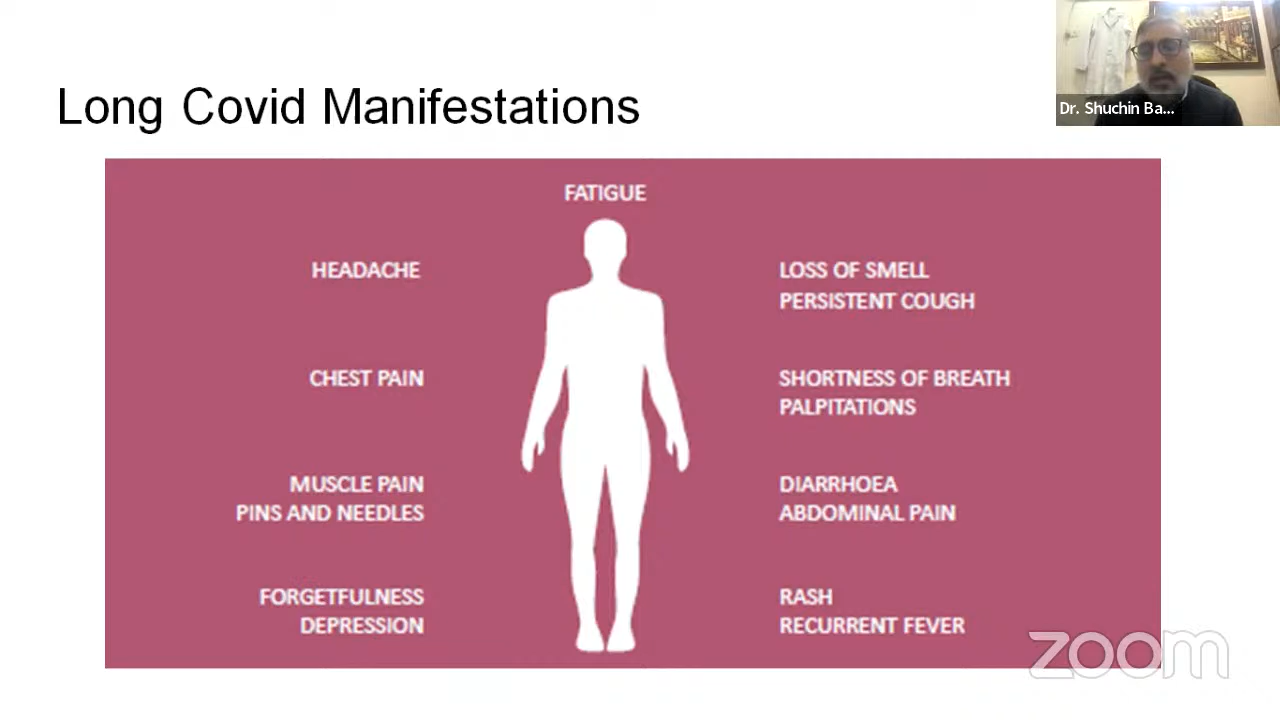 Long Covid Manifestations
Dr. Shuchin Ba...
FATIGUE
HEADACHE
CHEST PAIN
MUSCLE PAIN
PINS AND NEEDLES
FORGETFULNESS
DEPRESSION
LOSS OF SMELL
PERSISTENT COUGH
SHORTNESS OF BREATH
PALPITATIONS
DIARRHOEA
ABDOMINAL PAIN
RASH
RECURRENT FEVER
zoom